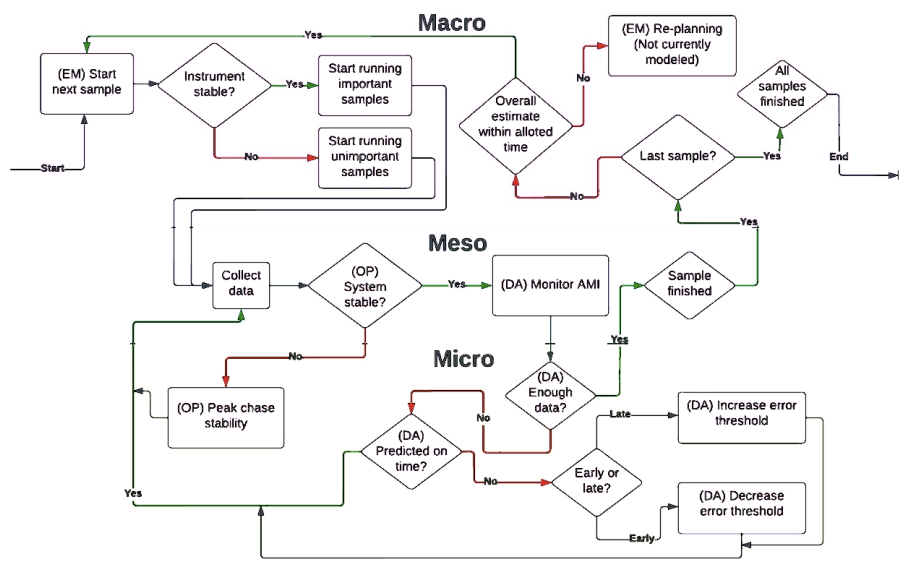 Macro
Yes
(EM) Start
next sample
Instrument
stable?
Yes
Start running
important
samples
No
Start running
unimportant
samples
Start
(EM) Re-planning
(Not currently
modeled)
No
Overall
estimate
within alloted
time
All
samples
finished
Last sample?
Yes
End
No
Meso
Yes
Collect
data
(OP)
System
stable?
Yes
(DA) Monitor AMI
Sample
finished
No
Yes
Micro
(OP) Peak chase
stability
(DA)
Enough
data?
No
(DA)
Predicted on
time?
Late
(DA) Increase error
threshold
No
Early or
late?
Yes
(DA) Decrease
error threshold
Early